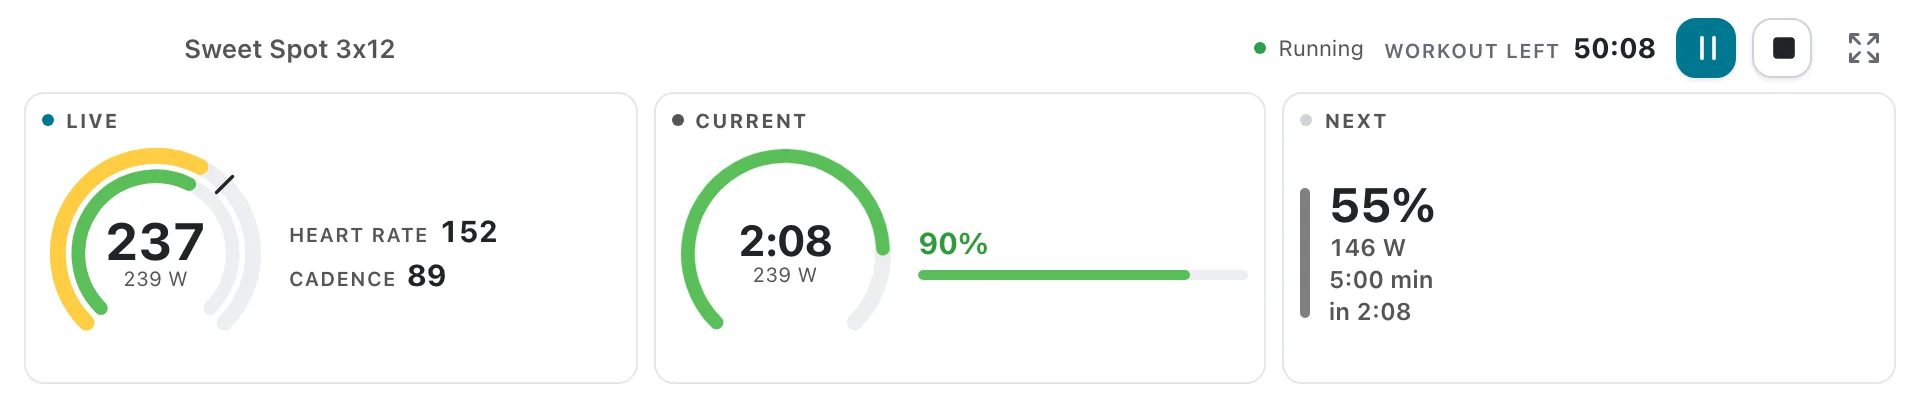 Sweet Spot 3x12
Running WORKOUT LEFT 50:08
LIVE
237
239 W
HEART RATE 152
CADENCE 89
CURRENT
2:08
239 W
90%
NEXT
55%
146 W
5:00 min
in 2:08